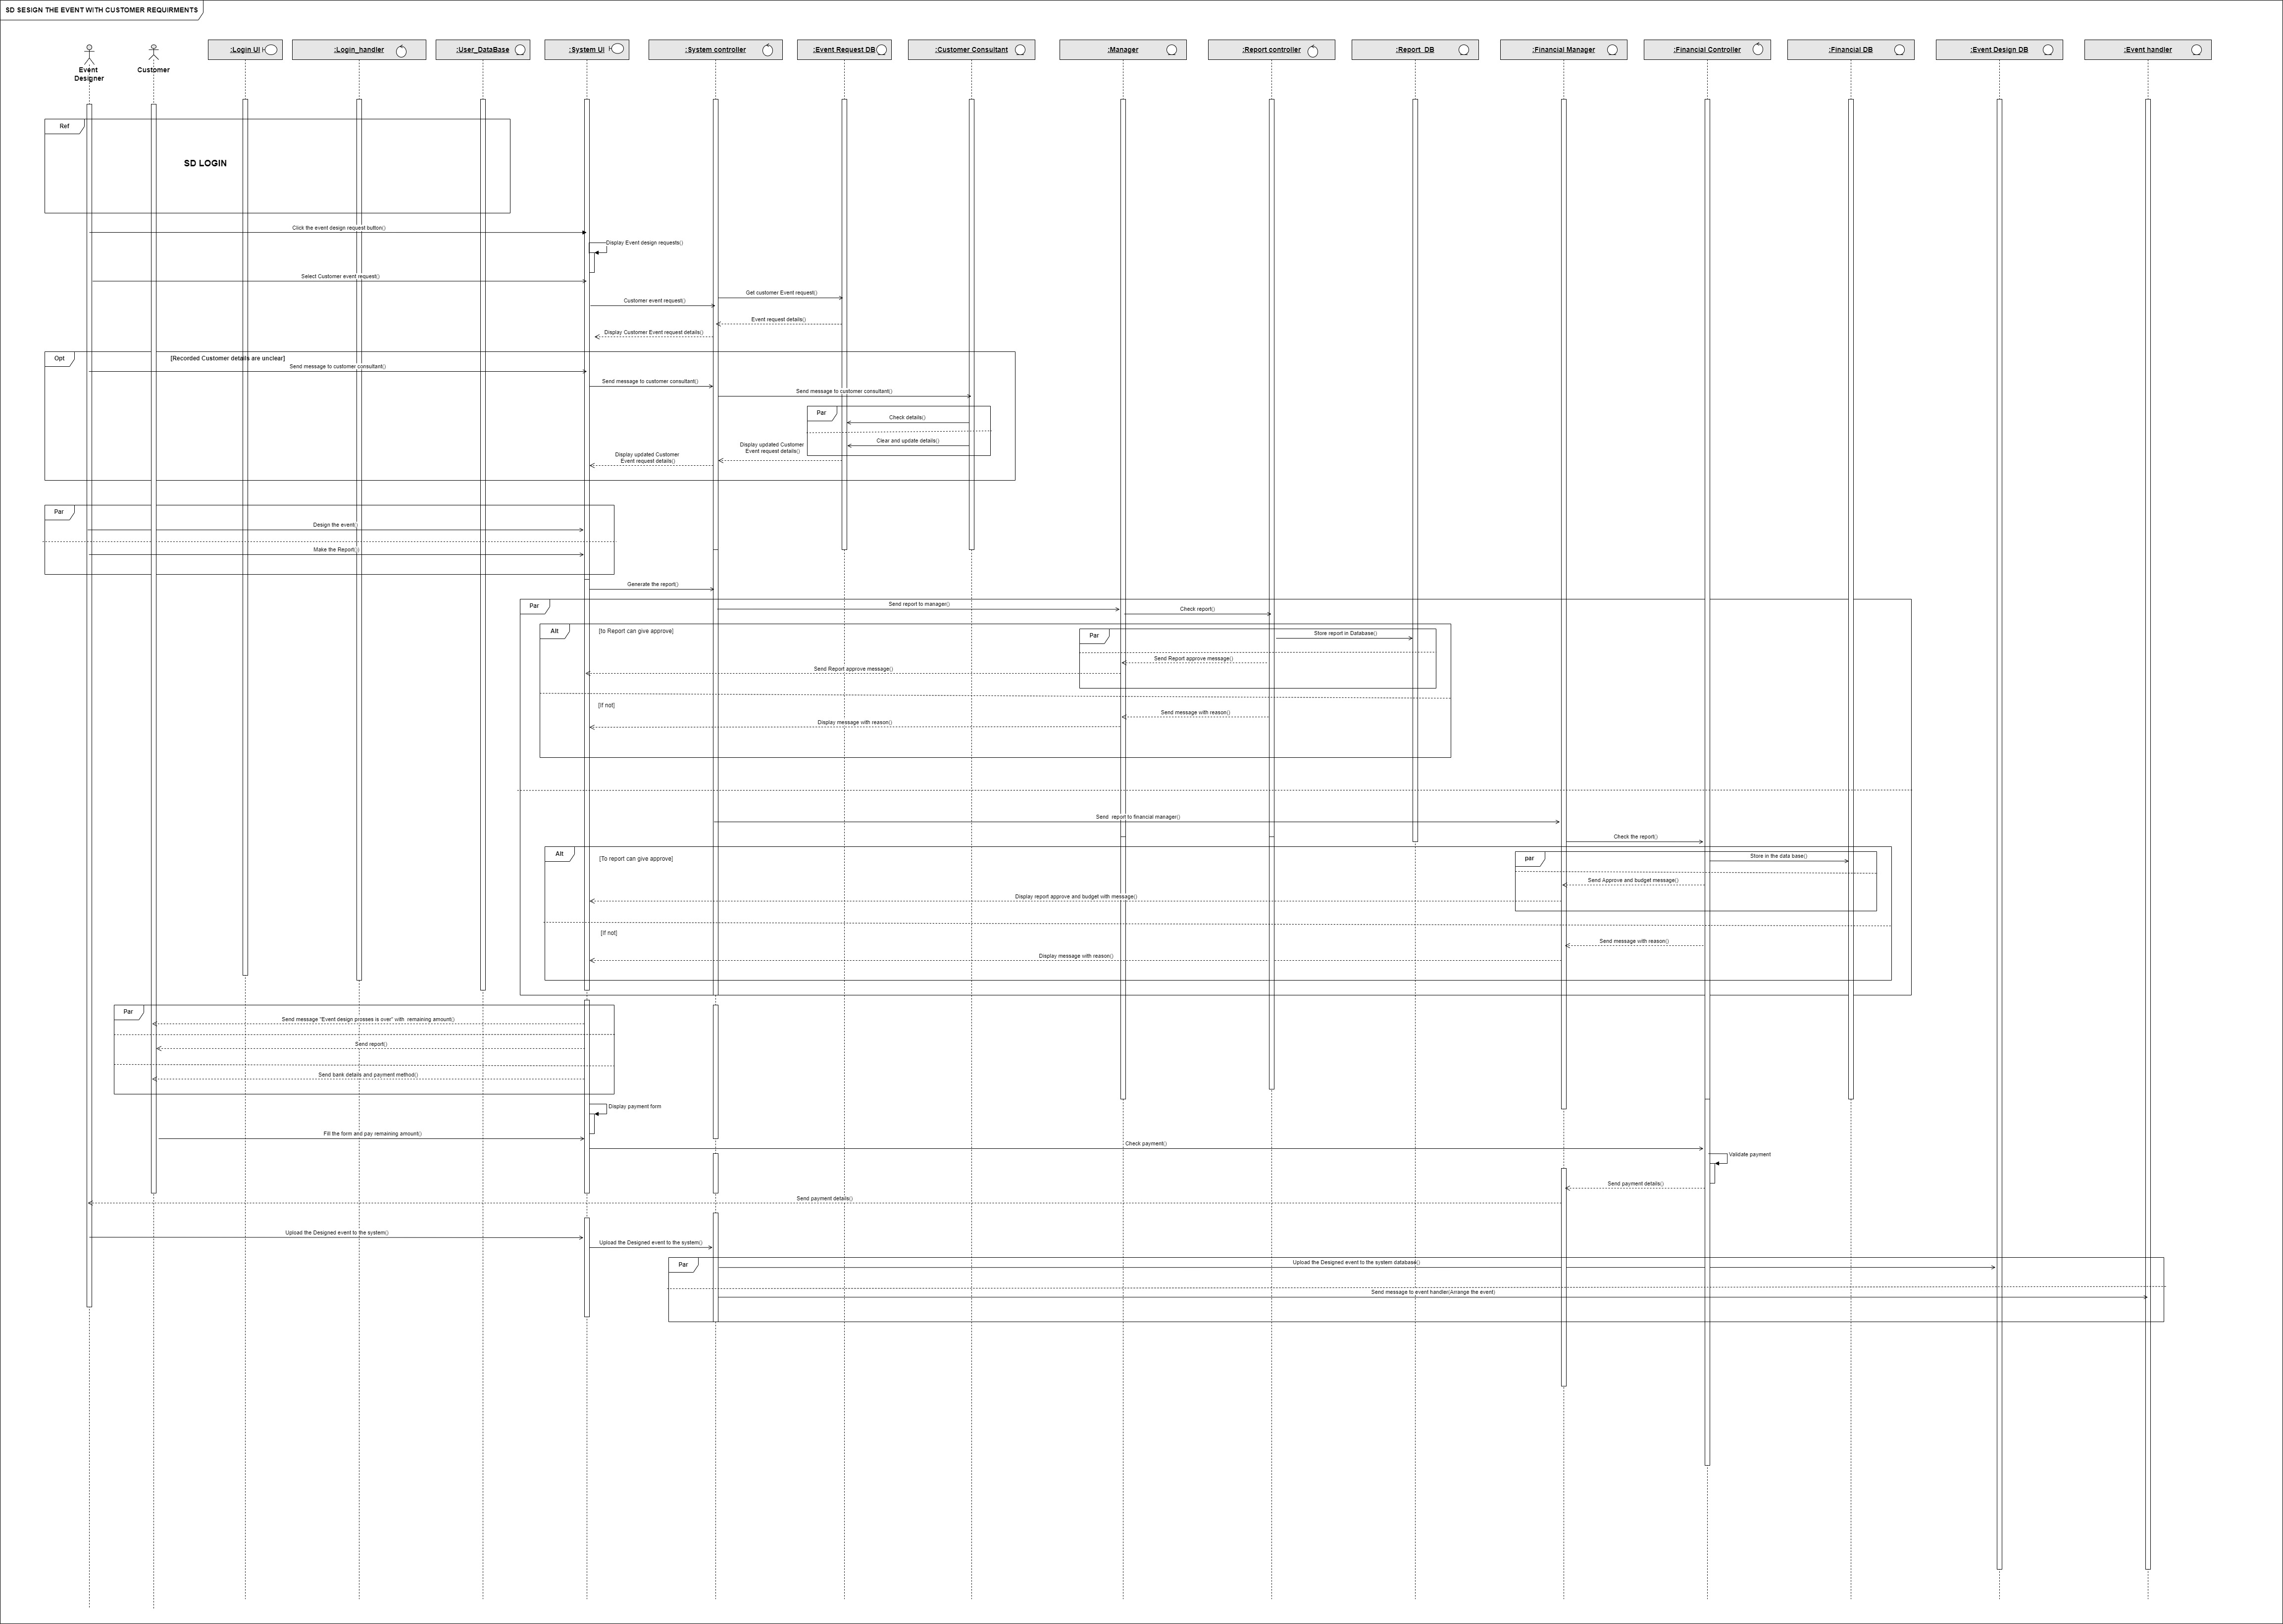 SD SESIGN THE EVENT WITH CUSTOMER REQUIRMENTS
Event
Designer
Customer
:Login UI
:Login_handler
:User_DataBase
:System UI
:System controller
:Event Request DB
:Customer Consultant
:Manager
:Report controller
:Report_DB
:Financial Manager
:Financial Controller
:Financial DB
:Event Design DB
:Event handler
Ref
SD LOGIN
Click the event design request button()
Display Event design requests()
Select Customer event request()
Get customer Event request()
Customer event request()
Event request details()
Display Customer Event request details()
Opt
[Recorded Customer details are unclear]
Send message to customer consultant()
Send message to customer consultant()
Send message to customer consultant()
Par
Check details()
Clear and update details()
Display updated Customer
Event request details()
Display updated Customer
Event request details()
Par
Design the event()
Make the Report()
Generate the report()
Par
Send report to manager()
Check report()
Alt
[to Report can give approve]
Par
Store report in Database()
Send Report approve message()
Send Report approve message()
[If not]
Send message with reason()
Display message with reason()
Send  report to financial manager()
Check the report()
Alt
[To report can give approve]
par
Store in the data base()
Send Approve and budget message()
Display report approve and budget with message()
[If not]
Send message with reason()
Display message with reason()
Par
Send message "Event design prosses is over" with  remaining amount()
Send report()
Send bank details and payment method()
Display payment form
Fill the form and pay remaining amount()
Check payment()
Validate payment
Send payment details()
Send payment details()
Upload the Designed event to the system()
Upload the Designed event to the system()
Par
Upload the Designed event to the system database()
Send message to event handler(Arrange the event)